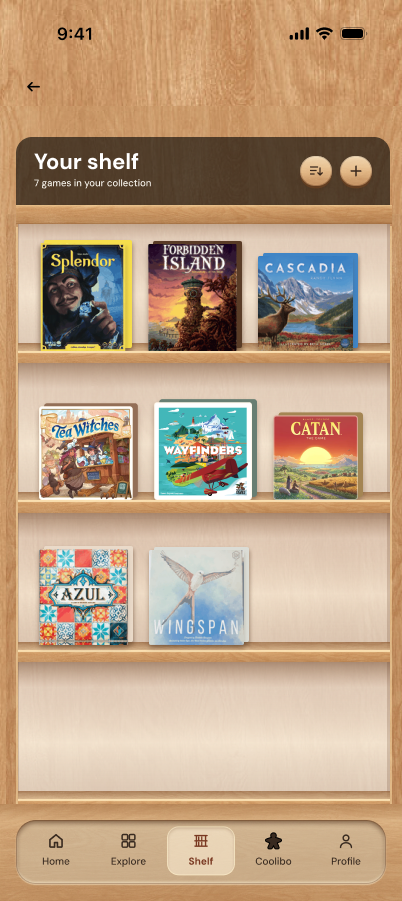 9:41
Your shelf
7 games in your collection
Splendor
FORBIDDEN
ISLAND
CASCADIA
Tea Witches
WAYFINDERS
CATAN
AZUL
WINGSPAN
Home
Explore
Shelf
Coolibo
Profile